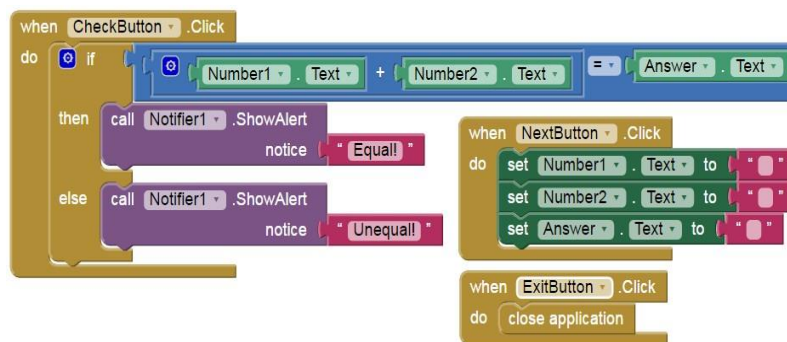 when CheckButton .Click
do if Number1 . Text + Number2 . Text = Answer . Text
then call Notifier1 .ShowAlert
notice " Equal! "
else call Notifier1 .ShowAlert
notice " Unequal! "
when NextButton .Click
do set Number1 . Text to " "
set Number2 . Text to " "
set Answer . Text to " "
when ExitButton .Click
do close application